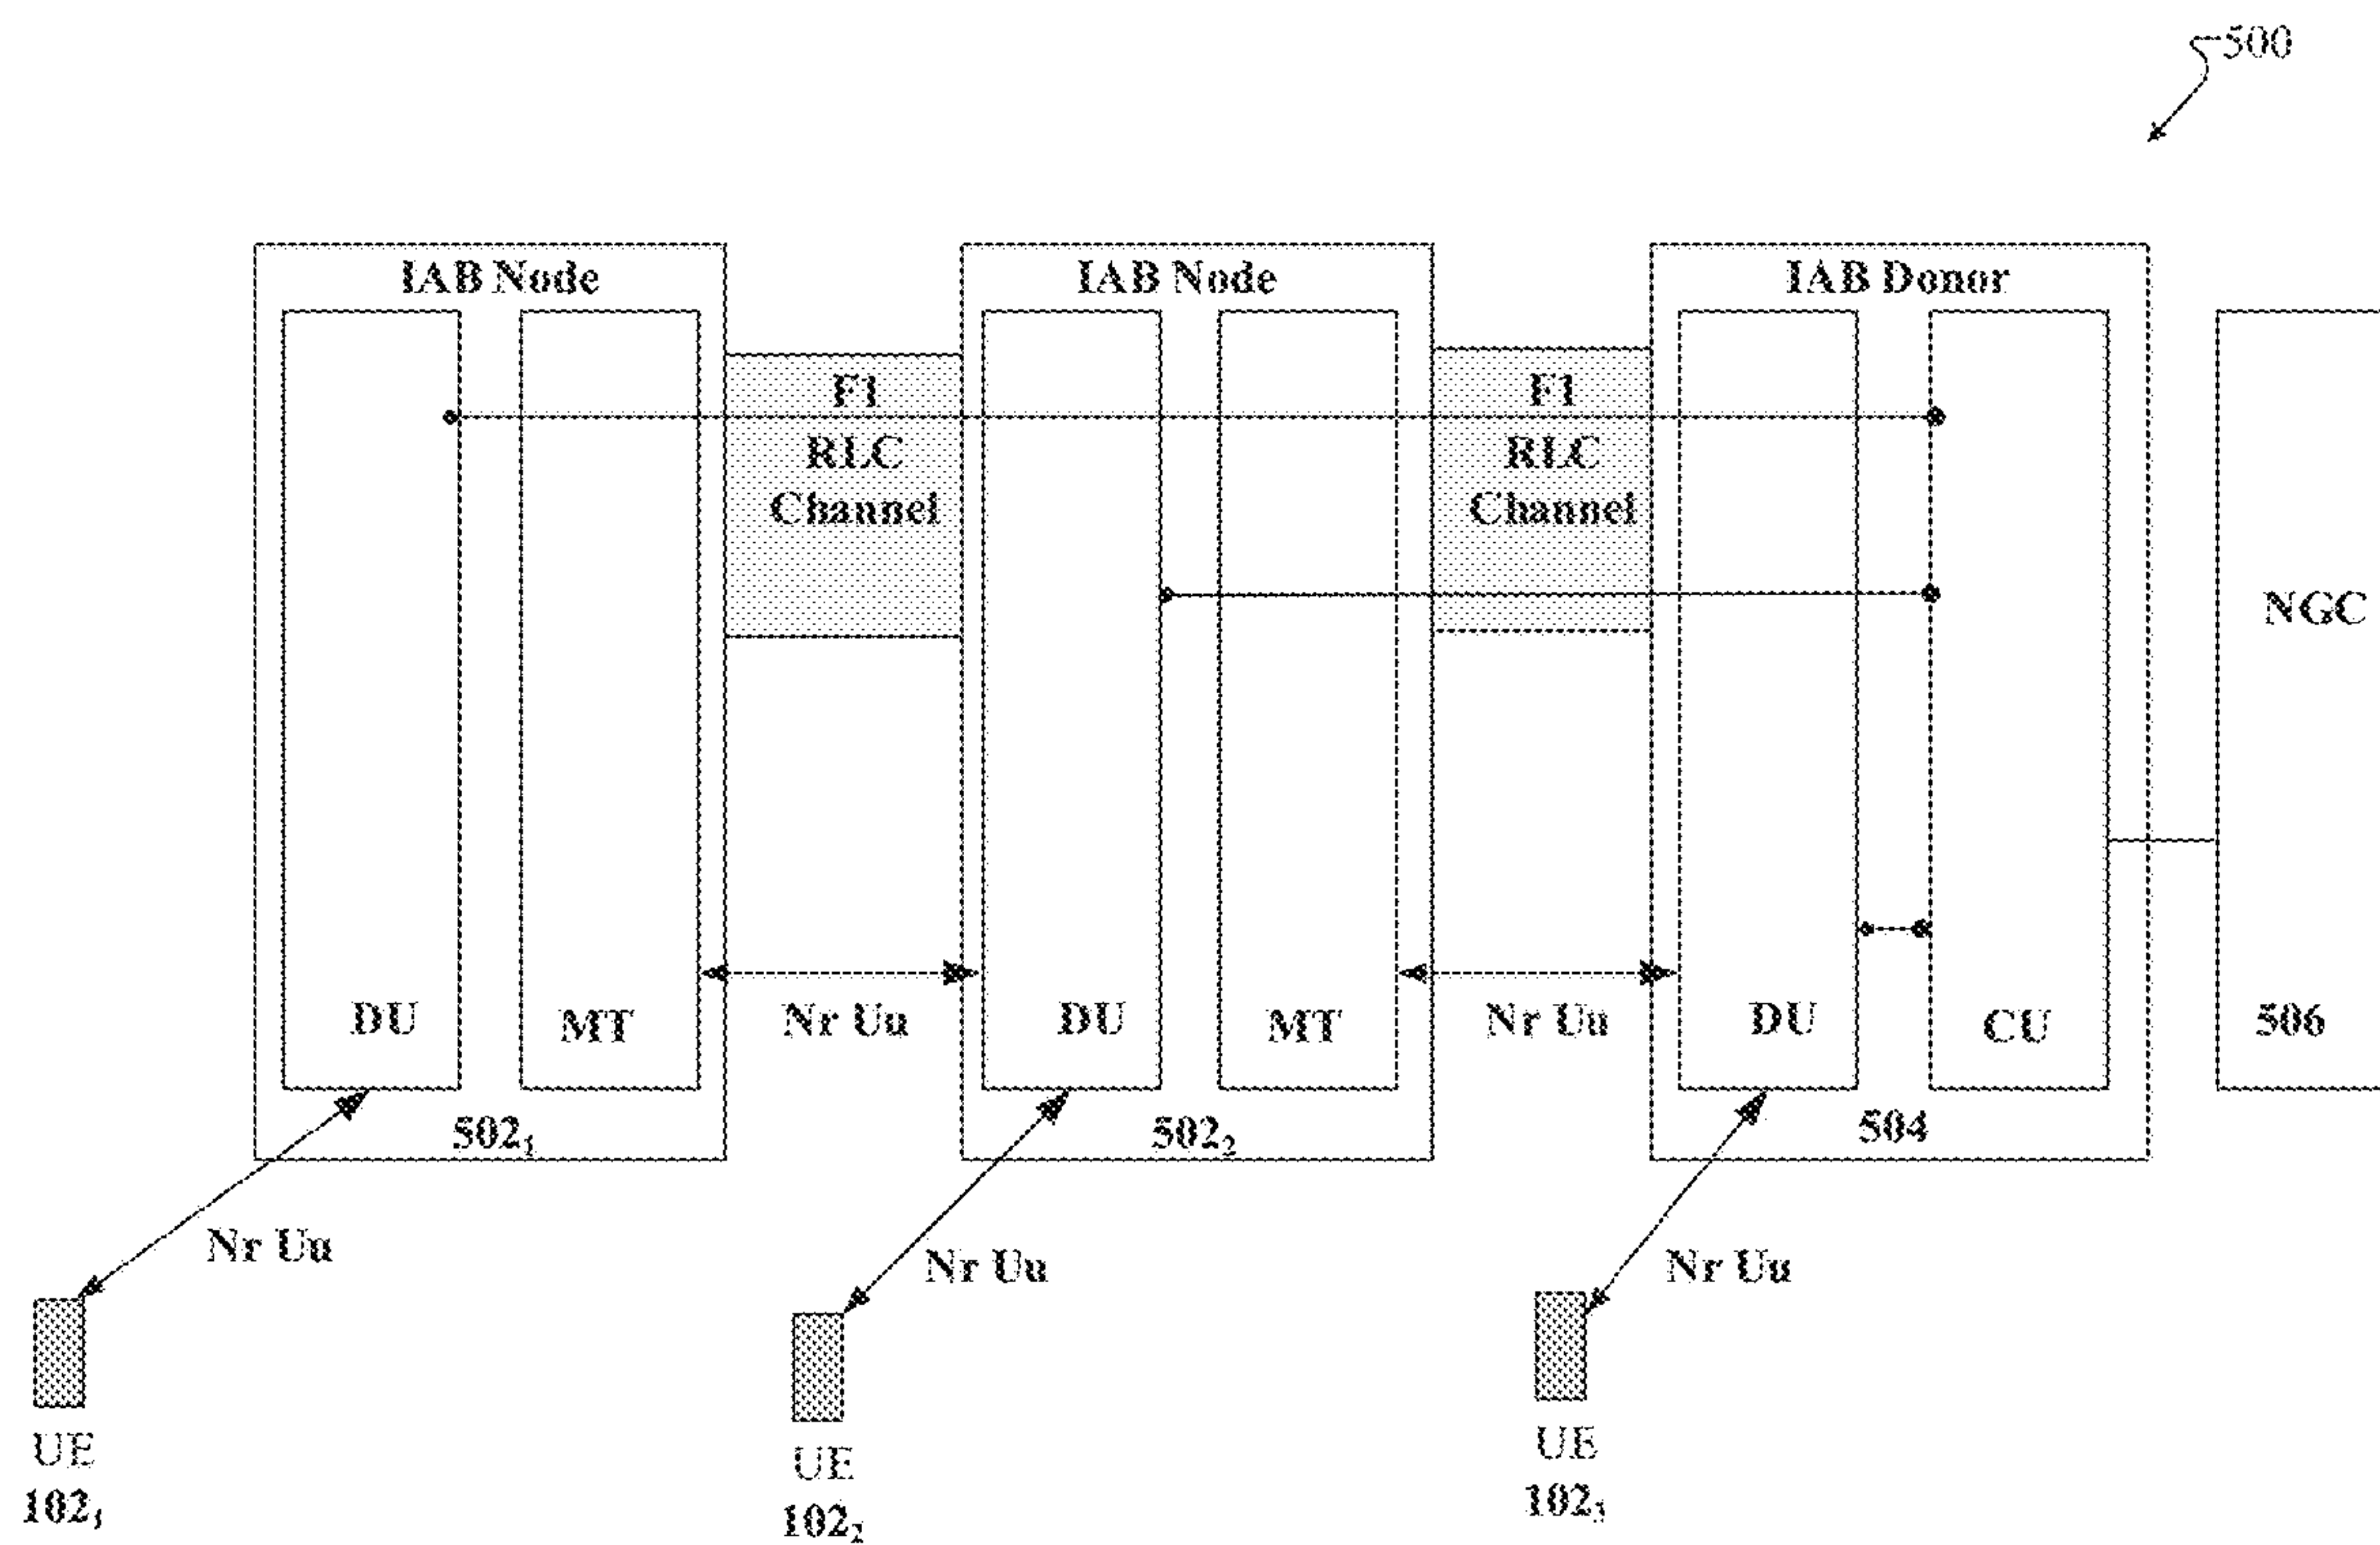 500
IAB Node
IAB Node
IAB Donor
F1
RLC
Channel
F1
RLC
Channel
NGC
DU
MT
Nr Uu
DU
MT
Nr Uu
DU
CU
506
502₁
502₂
504
Nr Uu
Nr Uu
Nr Uu
UE
102₁
UE
102₂
UE
102₃